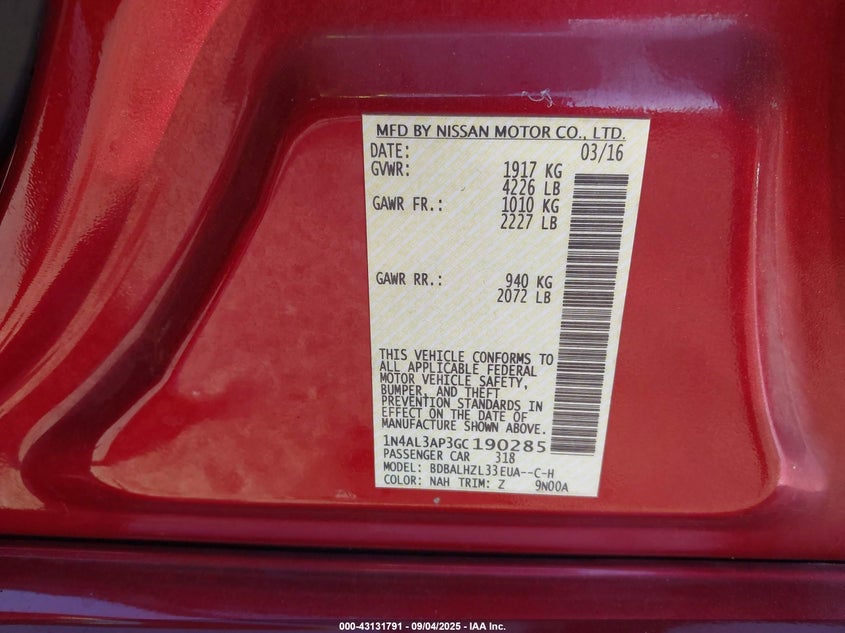 MFD BY NISSAN MOTOR CO., LTD.
DATE: 03/16
GVWR: 1917 KG
4226 LB
GAWR FR.: 1010 KG
2227 LB
GAWR RR.: 940 KG
2072 LB
THIS VEHICLE CONFORMS TO
ALL APPLICABLE FEDERAL
MOTOR VEHICLE SAFETY,
BUMPER, AND THEFT
PREVENTION STANDARDS IN
EFFECT ON THE DATE OF
MANUFACTURE SHOWN ABOVE.
1N4AL3AP3GC190285
PASSENGER CAR 318
MODEL: BDBALHZL33EUA--C-H
COLOR: NAH TRIM: Z 9N00A
000-43131791 - 09/04/2025 - IAA Inc.